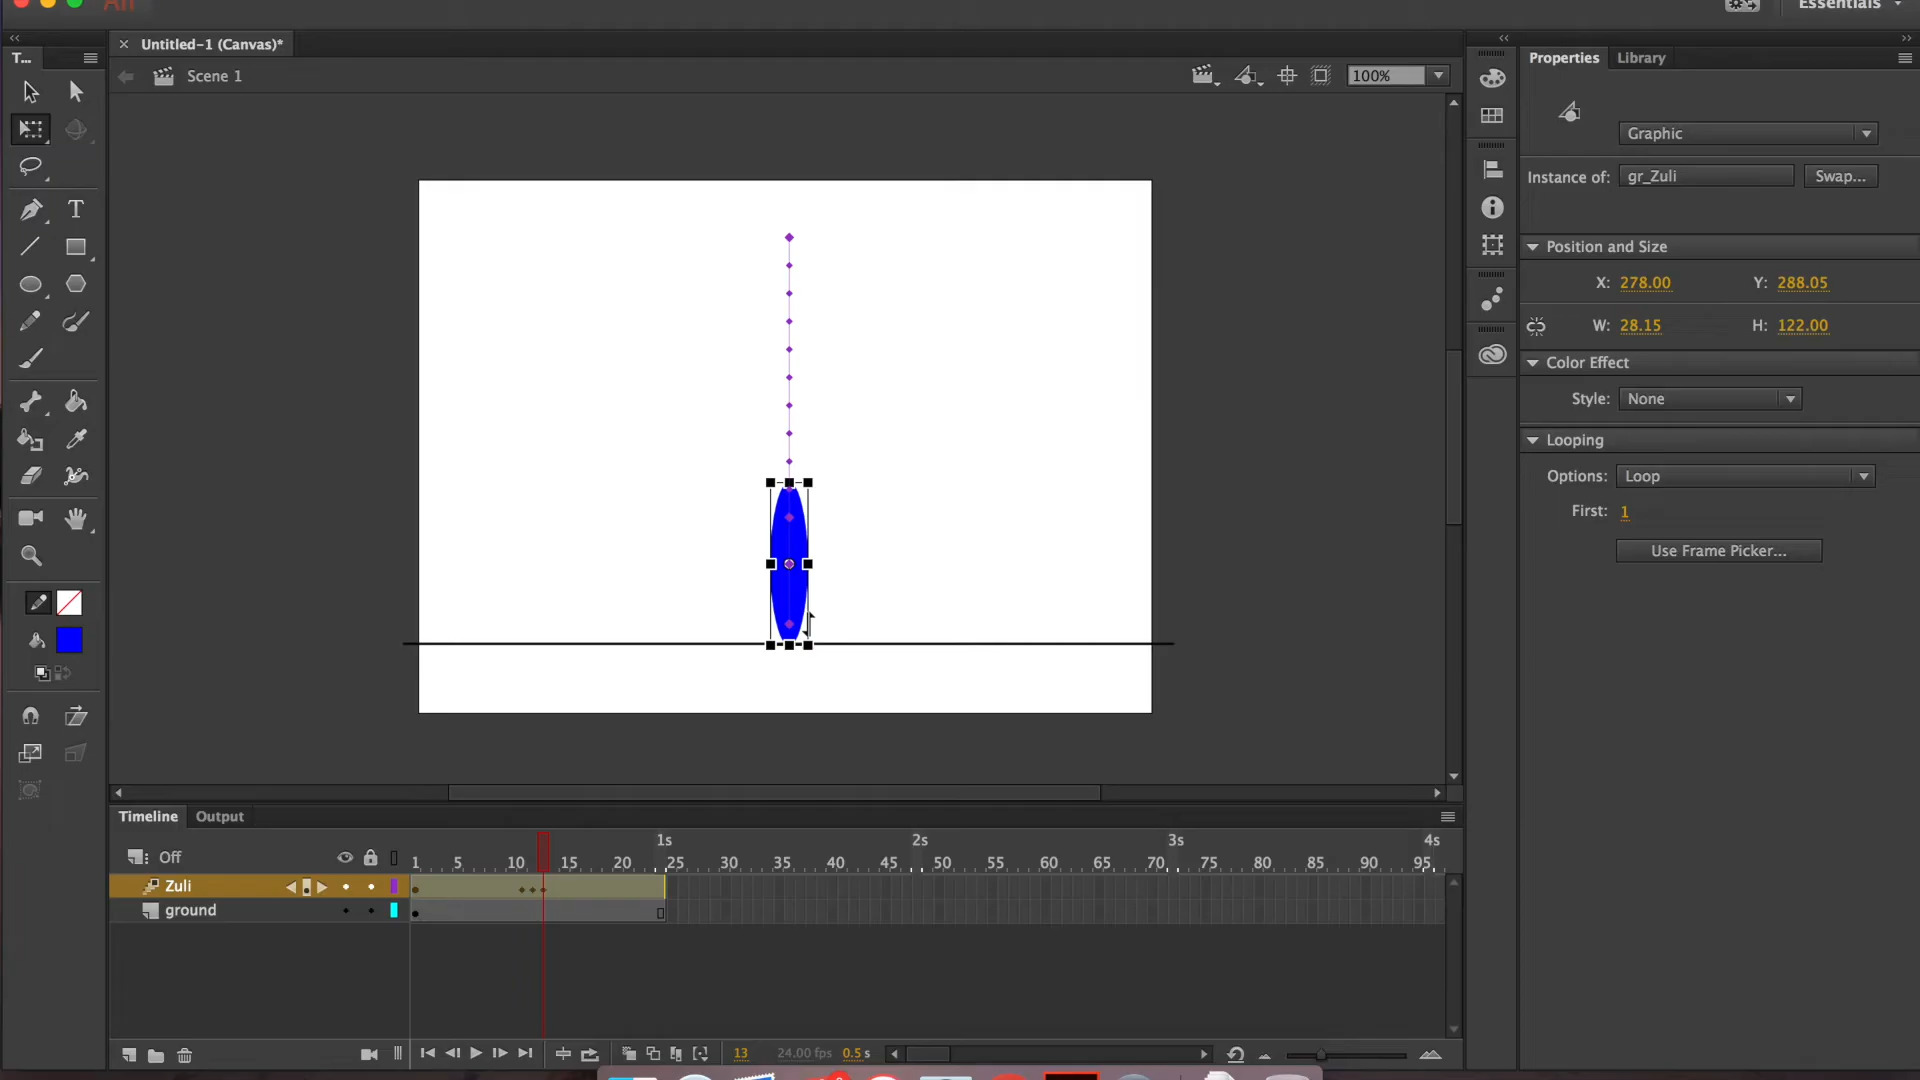 An
Essentials
T...
Untitled-1 (Canvas)*
Scene 1
100%
T
Properties
Library
Graphic
Instance of:
gr_Zuli
Swap...
Position and Size
X: 278.00
Y: 288.05
W: 28.15
H: 122.00
Color Effect
Style: None
Looping
Options: Loop
First: 1
Use Frame Picker...
Timeline
Output
1s 2s 3s 4s
Off
1 5 10 15 20 25 30 35 40 45 50 55 60 65 70 75 80 85 90 95
Zuli
ground
13
24.00 fps
0.5 s